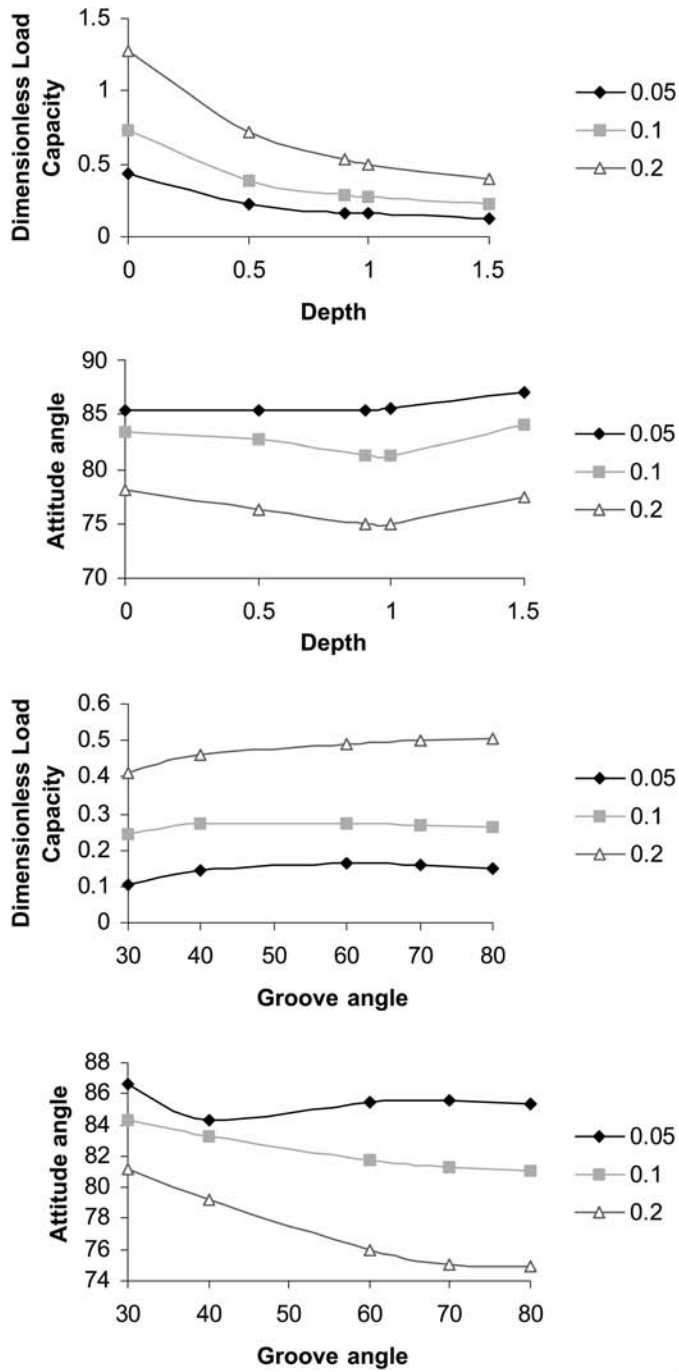 1.5
1
0.5
0
Dimensionless Load
Capacity
0 0.5 1 1.5
Depth
0.05
0.1
0.2
90
85
80
75
70
Attitude angle
0 0.5 1 1.5
Depth
0.05
0.1
0.2
0.6
0.5
0.4
0.3
0.2
0.1
0
Dimensionless Load
Capacity
30 40 50 60 70 80
Groove angle
0.05
0.1
0.2
88
86
84
82
80
78
76
74
Attitude angle
30 40 50 60 70 80
Groove angle
0.05
0.1
0.2